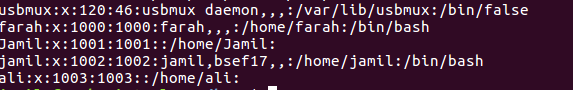 usbmux:x:120:46:usbmux daemon,,,:/var/lib/usbmux:/bin/false
farah:x:1000:1000:farah,,,:/home/farah:/bin/bash
Jamil:x:1001:1001::/home/Jamil:
jamil:x:1002:1002:jamil,bsef17,,:/home/jamil:/bin/bash
ali:x:1003:1003::/home/ali: